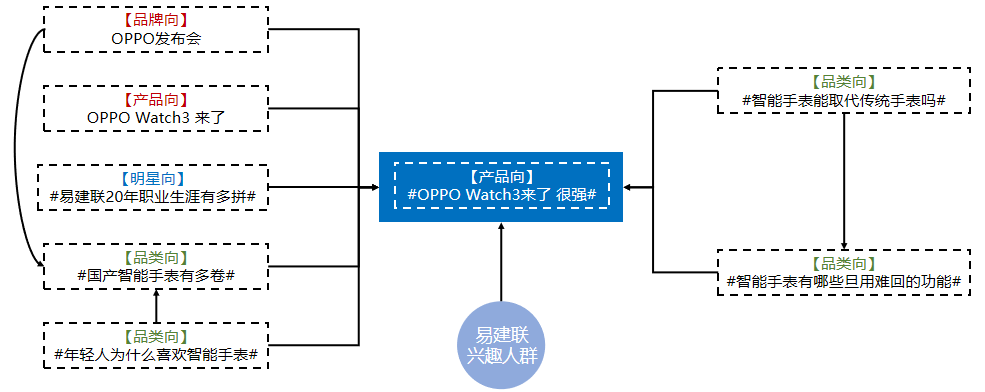 【品牌向】
OPPO发布会
【产品向】
OPPO Watch3 来了
【明星向】
#易建联20年职业生涯有多拼#
【品类向】
#国产智能手表有多卷#
【品类向】
#年轻人为什么喜欢智能手表#
【产品向】
#OPPO Watch3来了 很强#
易建联
兴趣人群
【品类向】
#智能手表能取代传统手表吗#
【品类向】
#智能手表有哪些旦用难回的功能#